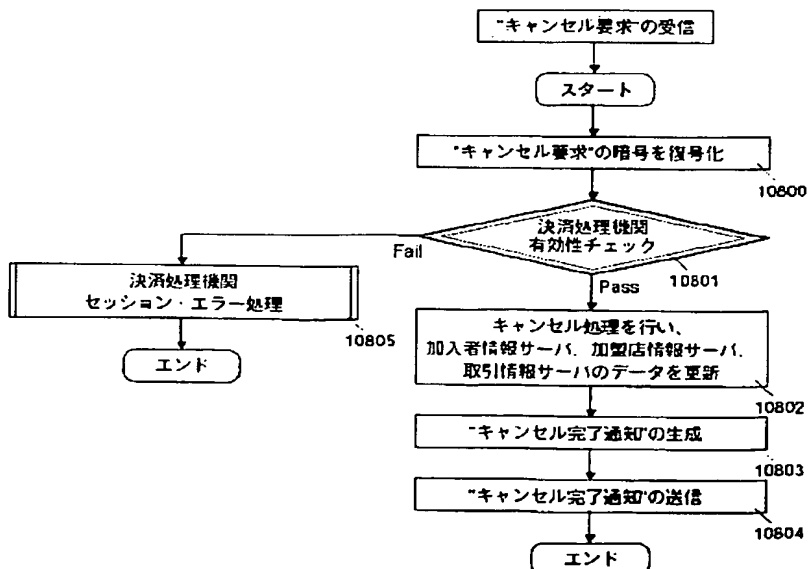 "キャンセル要求"の受信
スタート
"キャンセル要求"の暗号を復号化
10800
決済処理機関
有効性チェック
10801
Fail
Pass
決済処理機関
セッション・エラー処理
10805
エンド
キャンセル処理を行い、
加入者情報サーバ、加盟店情報サーバ、
取引情報サーバのデータを更新
10802
"キャンセル完了通知"の生成
10803
"キャンセル完了通知"の送信
10804
エンド